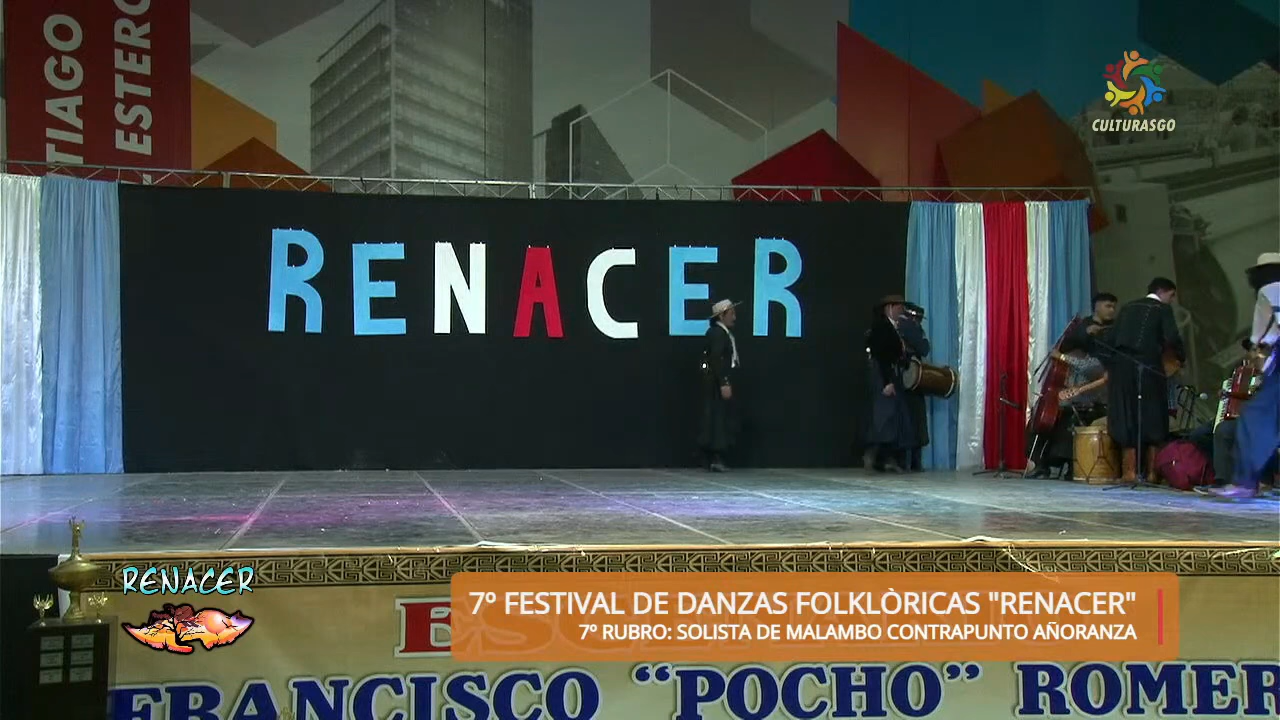 TIAGO
ESTERO
CULTURASGO
RENACER
RENACER
7º FESTIVAL DE DANZAS FOLKLÒRICAS "RENACER"
7º RUBRO: SOLISTA DE MALAMBO CONTRAPUNTO AÑORANZA
FRANCISCO “POCHO” ROMER